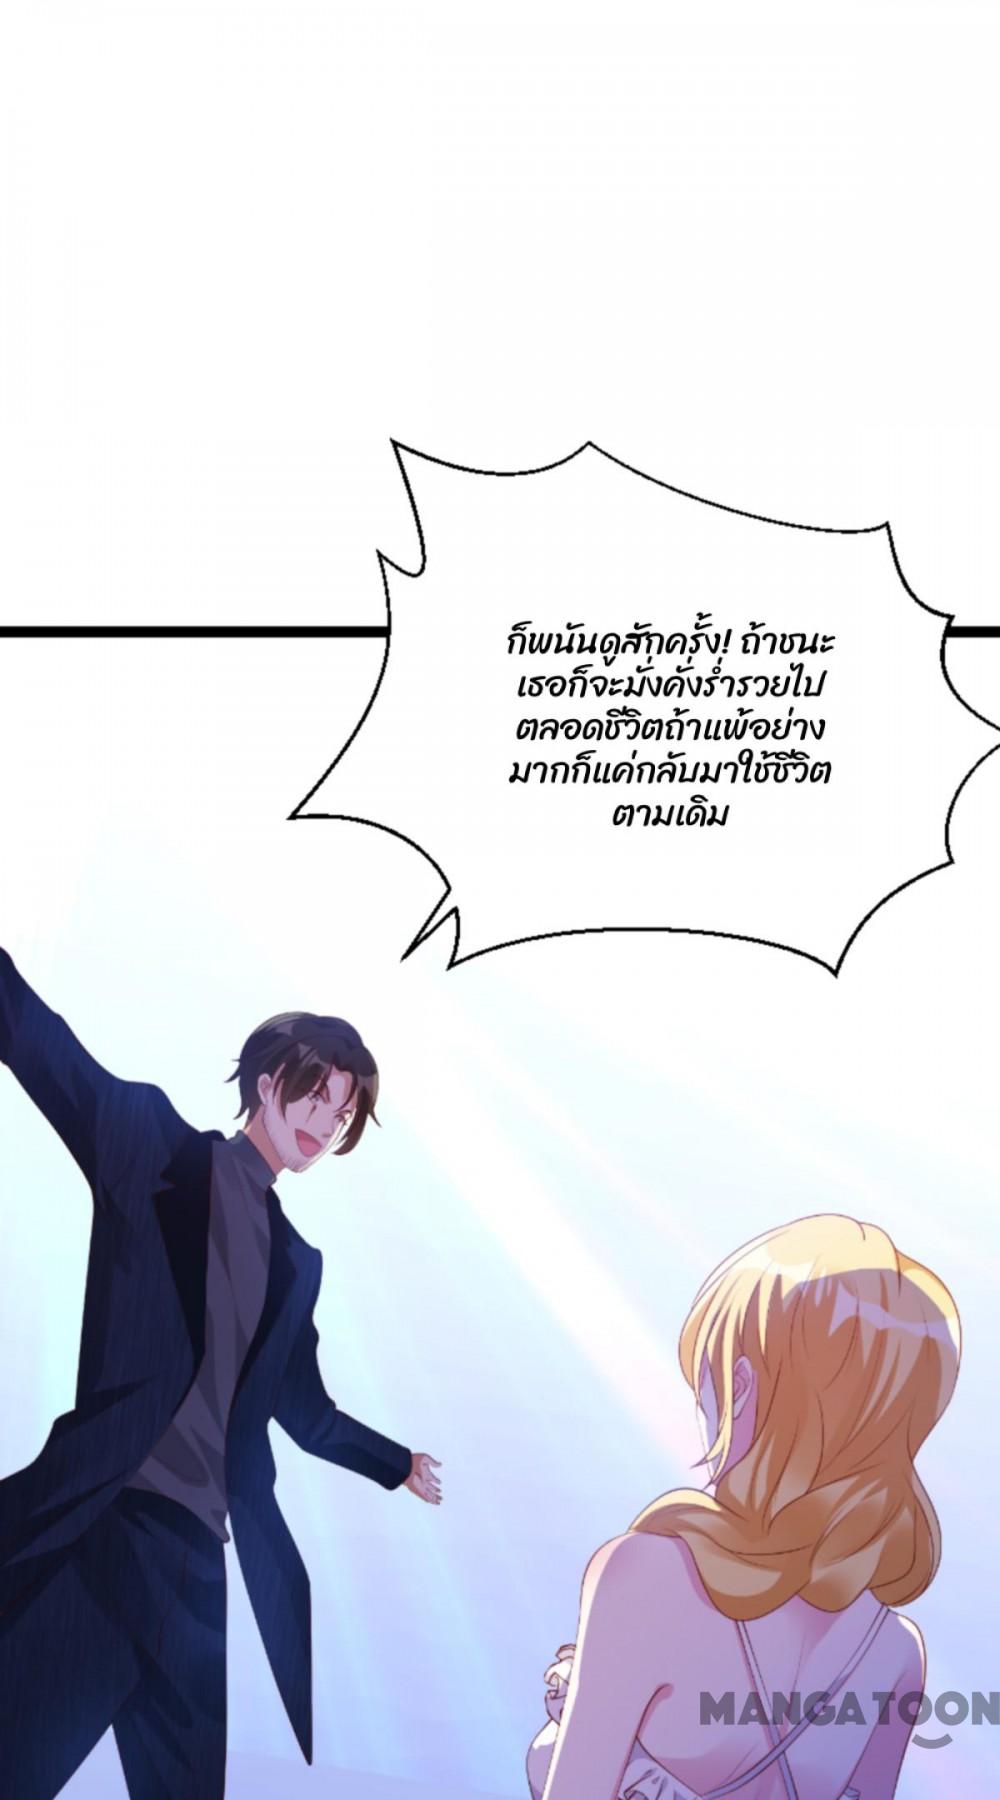 ก็พนันดูสักครั้ง! ถ้าชนะ
เธอก็จะมั่งคั่งร่ำรวยไป
ตลอดชีวิตถ้าแพ้อย่าง
มากก็แค่กลับมาใช้ชีวิต
ตามเดิม
MANGATOON